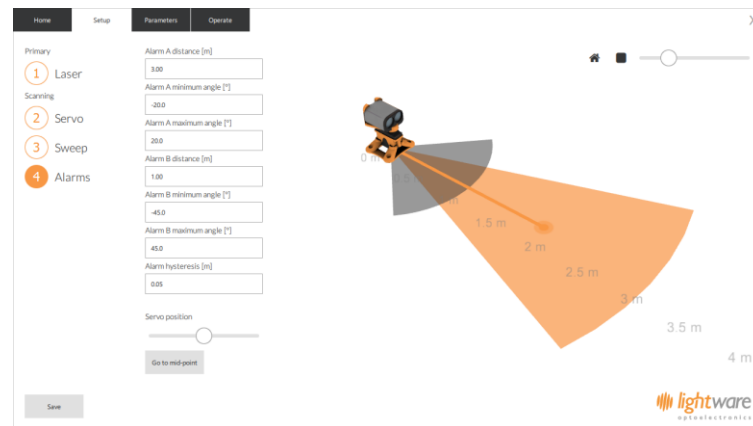 Home Setup Parameters Operate
Primary
1 Laser
Scanning
2 Servo
3 Sweep
4 Alarms
Save
Alarm A distance [m]
3.00
Alarm A minimum angle [°]
-20.0
Alarm A maximum angle [°]
20.0
Alarm B distance [m]
1.00
Alarm B minimum angle [°]
-45.0
Alarm B maximum angle [°]
45.0
Alarm hysteresis [m]
0.05
Servo position
Go to mid-point
0 m
1.5 m
2 m
2.5 m
3 m
3.5 m
4 m
lightware
optoelectronics